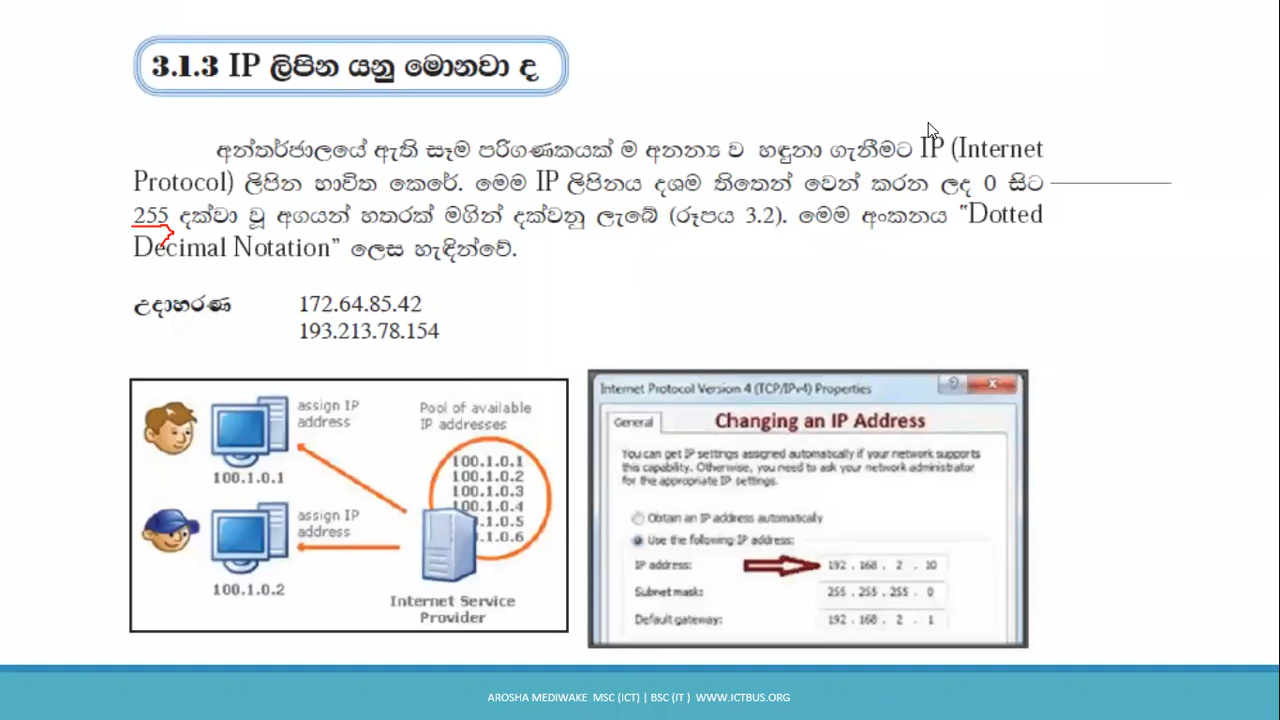 3.1.3 IP ලිපින යනු මොනවා ද
අන්තර්ජාලයේ ඇති සෑම පරිගණකයක් ම අනන්‍ය ව හඳුනා ගැනීමට IP (Internet
Protocol) ලිපින භාවිත කෙරේ. මෙම IP ලිපිනය දශම තිතෙන් වෙන් කරන ලද 0 සිට
255 දක්වා වූ අගයන් හතරක් මගින් දක්වනු ලැබේ (රූපය 3.2). මෙම අංකනය "Dotted
Decimal Notation" ලෙස හැඳින්වේ.
උදාහරණ 172.64.85.42
193.213.78.154
assign IP
address
100.1.0.1
assign IP
address
100.1.0.2
Pool of available
IP addresses
100.1.0.1
100.1.0.2
100.1.0.3
100.1.0.4
.1.0.5
.1.0.6
Internet Service
Provider
Internet Protocol Version 4 (TCP/IPv4) Properties
General
Changing an IP Address
You can get IP settings assigned automatically if your network supports
this capability. Otherwise, you need to ask your network administrator
for the appropriate IP settings.
Obtain an IP address automatically
Use the following IP address:
IP address: 192 . 168 . 2 . 10
Subnet mask: 255 . 255 . 255 . 0
Default gateway: 192 . 168 . 2 . 1
AROSHA MEDIWAKE MSC (ICT) | BSC (IT ) WWW.ICTBUS.ORG